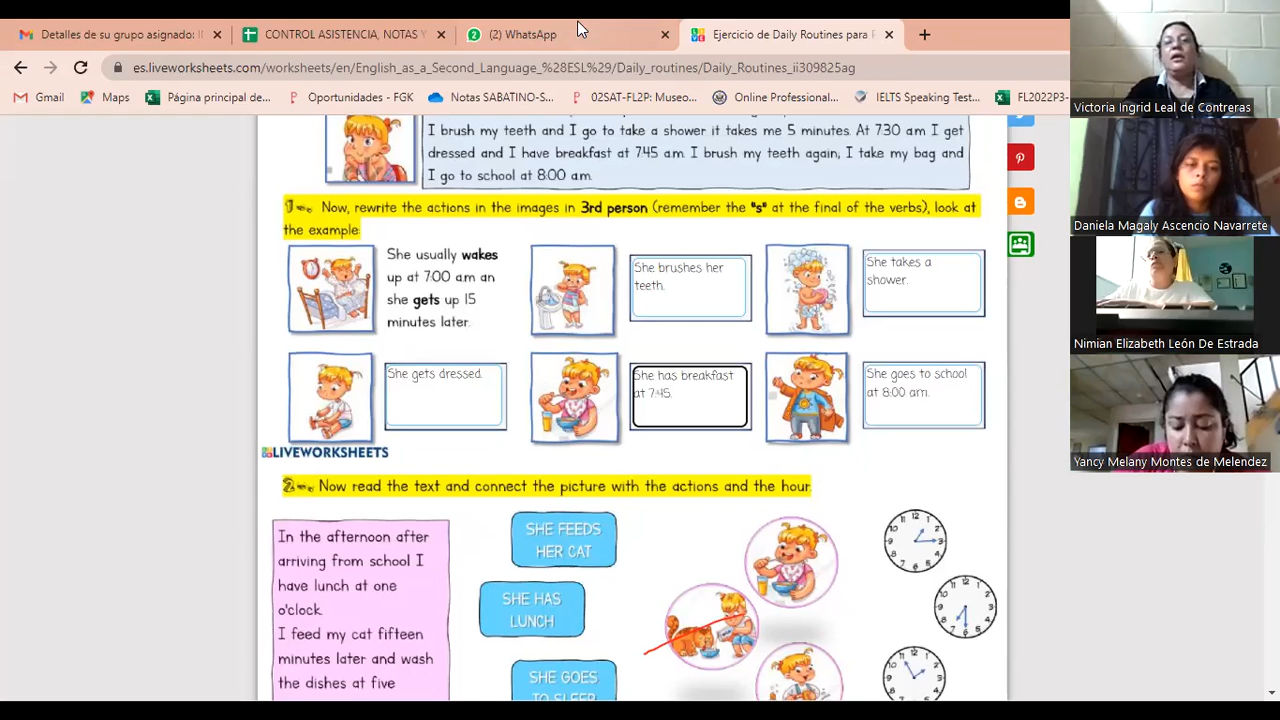 Detalles de su grupo asignado: I
CONTROL ASISTENCIA, NOTAS Y
(2) WhatsApp
Ejercicio de Daily Routines para F
es.liveworksheets.com/worksheets/en/English_as_a_Second_Language_%28ESL%29/Daily_routines/Daily_Routines_ii309825ag
Gmail
Maps
Página principal de...
Oportunidades - FGK
Notas SABATINO-S...
02SAT-FL2P: Museo...
Online Professional...
IELTS Speaking Test...
FL2022P3-
I brush my teeth and I go to take a shower it takes me 5 minutes. At 7:30 am I get
dressed and I have breakfast at 7:45 am. I brush my teeth again, I take my bag and
I go to school at 8:00 am.
Now, rewrite the actions in the images in 3rd person (remember the "s" at the final of the verbs), look at
the example:
She usually wakes
up at 7:00 am an
she gets up 15
minutes later.
She brushes her
teeth.
She takes a
shower.
She gets dressed.
She has breakfast
at 7:45.
She goes to school
at 8:00 am.
LIVEWORKSHEETS
2 Now read the text and connect the picture with the actions and the hour
In the afternoon after
arriving from school I
have lunch at one
o'clock.
I feed my cat fifteen
minutes later and wash
the dishes at five
SHE FEEDS
HER CAT
SHE HAS
LUNCH
SHE GOES
TO SLEEP
Victoria Ingrid Leal de Contreras
Daniela Magaly Ascencio Navarrete
Nimian Elizabeth León De Estrada
Yancy Melany Montes de Melendez